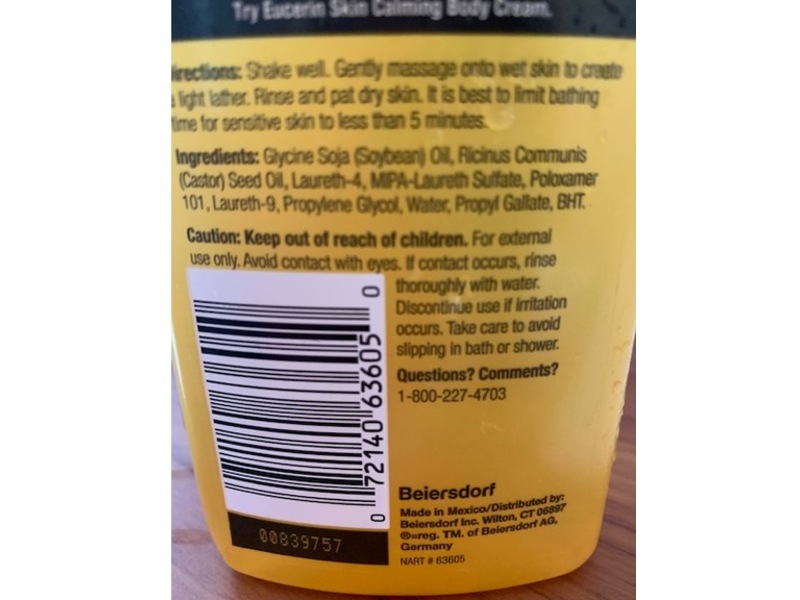 Try Eucerin Skin Calming Body Cream.
Directions: Shake well. Gently massage onto wet skin to create
a light lather. Rinse and pat dry skin. It is best to limit bathing
time for sensitive skin to less than 5 minutes.
Ingredients: Glycine Soja (Soybean) Oil, Ricinus Communis
(Castor) Seed Oil, Laureth-4, MIPA-Laureth Sulfate, Poloxamer
101, Laureth-9, Propylene Glycol, Water, Propyl Gallate, BHT.
Caution: Keep out of reach of children. For external
use only. Avoid contact with eyes. If contact occurs, rinse
thoroughly with water.
Discontinue use if irritation
occurs. Take care to avoid
slipping in bath or shower.
Questions? Comments?
1-800-227-4703
0 72140 63605 0
00839757
Beiersdorf
Made in Mexico/Distributed by:
Beiersdorf Inc. Wilton, CT 06897
®=reg. TM. of Beiersdorf AG,
Germany
NART # 63605